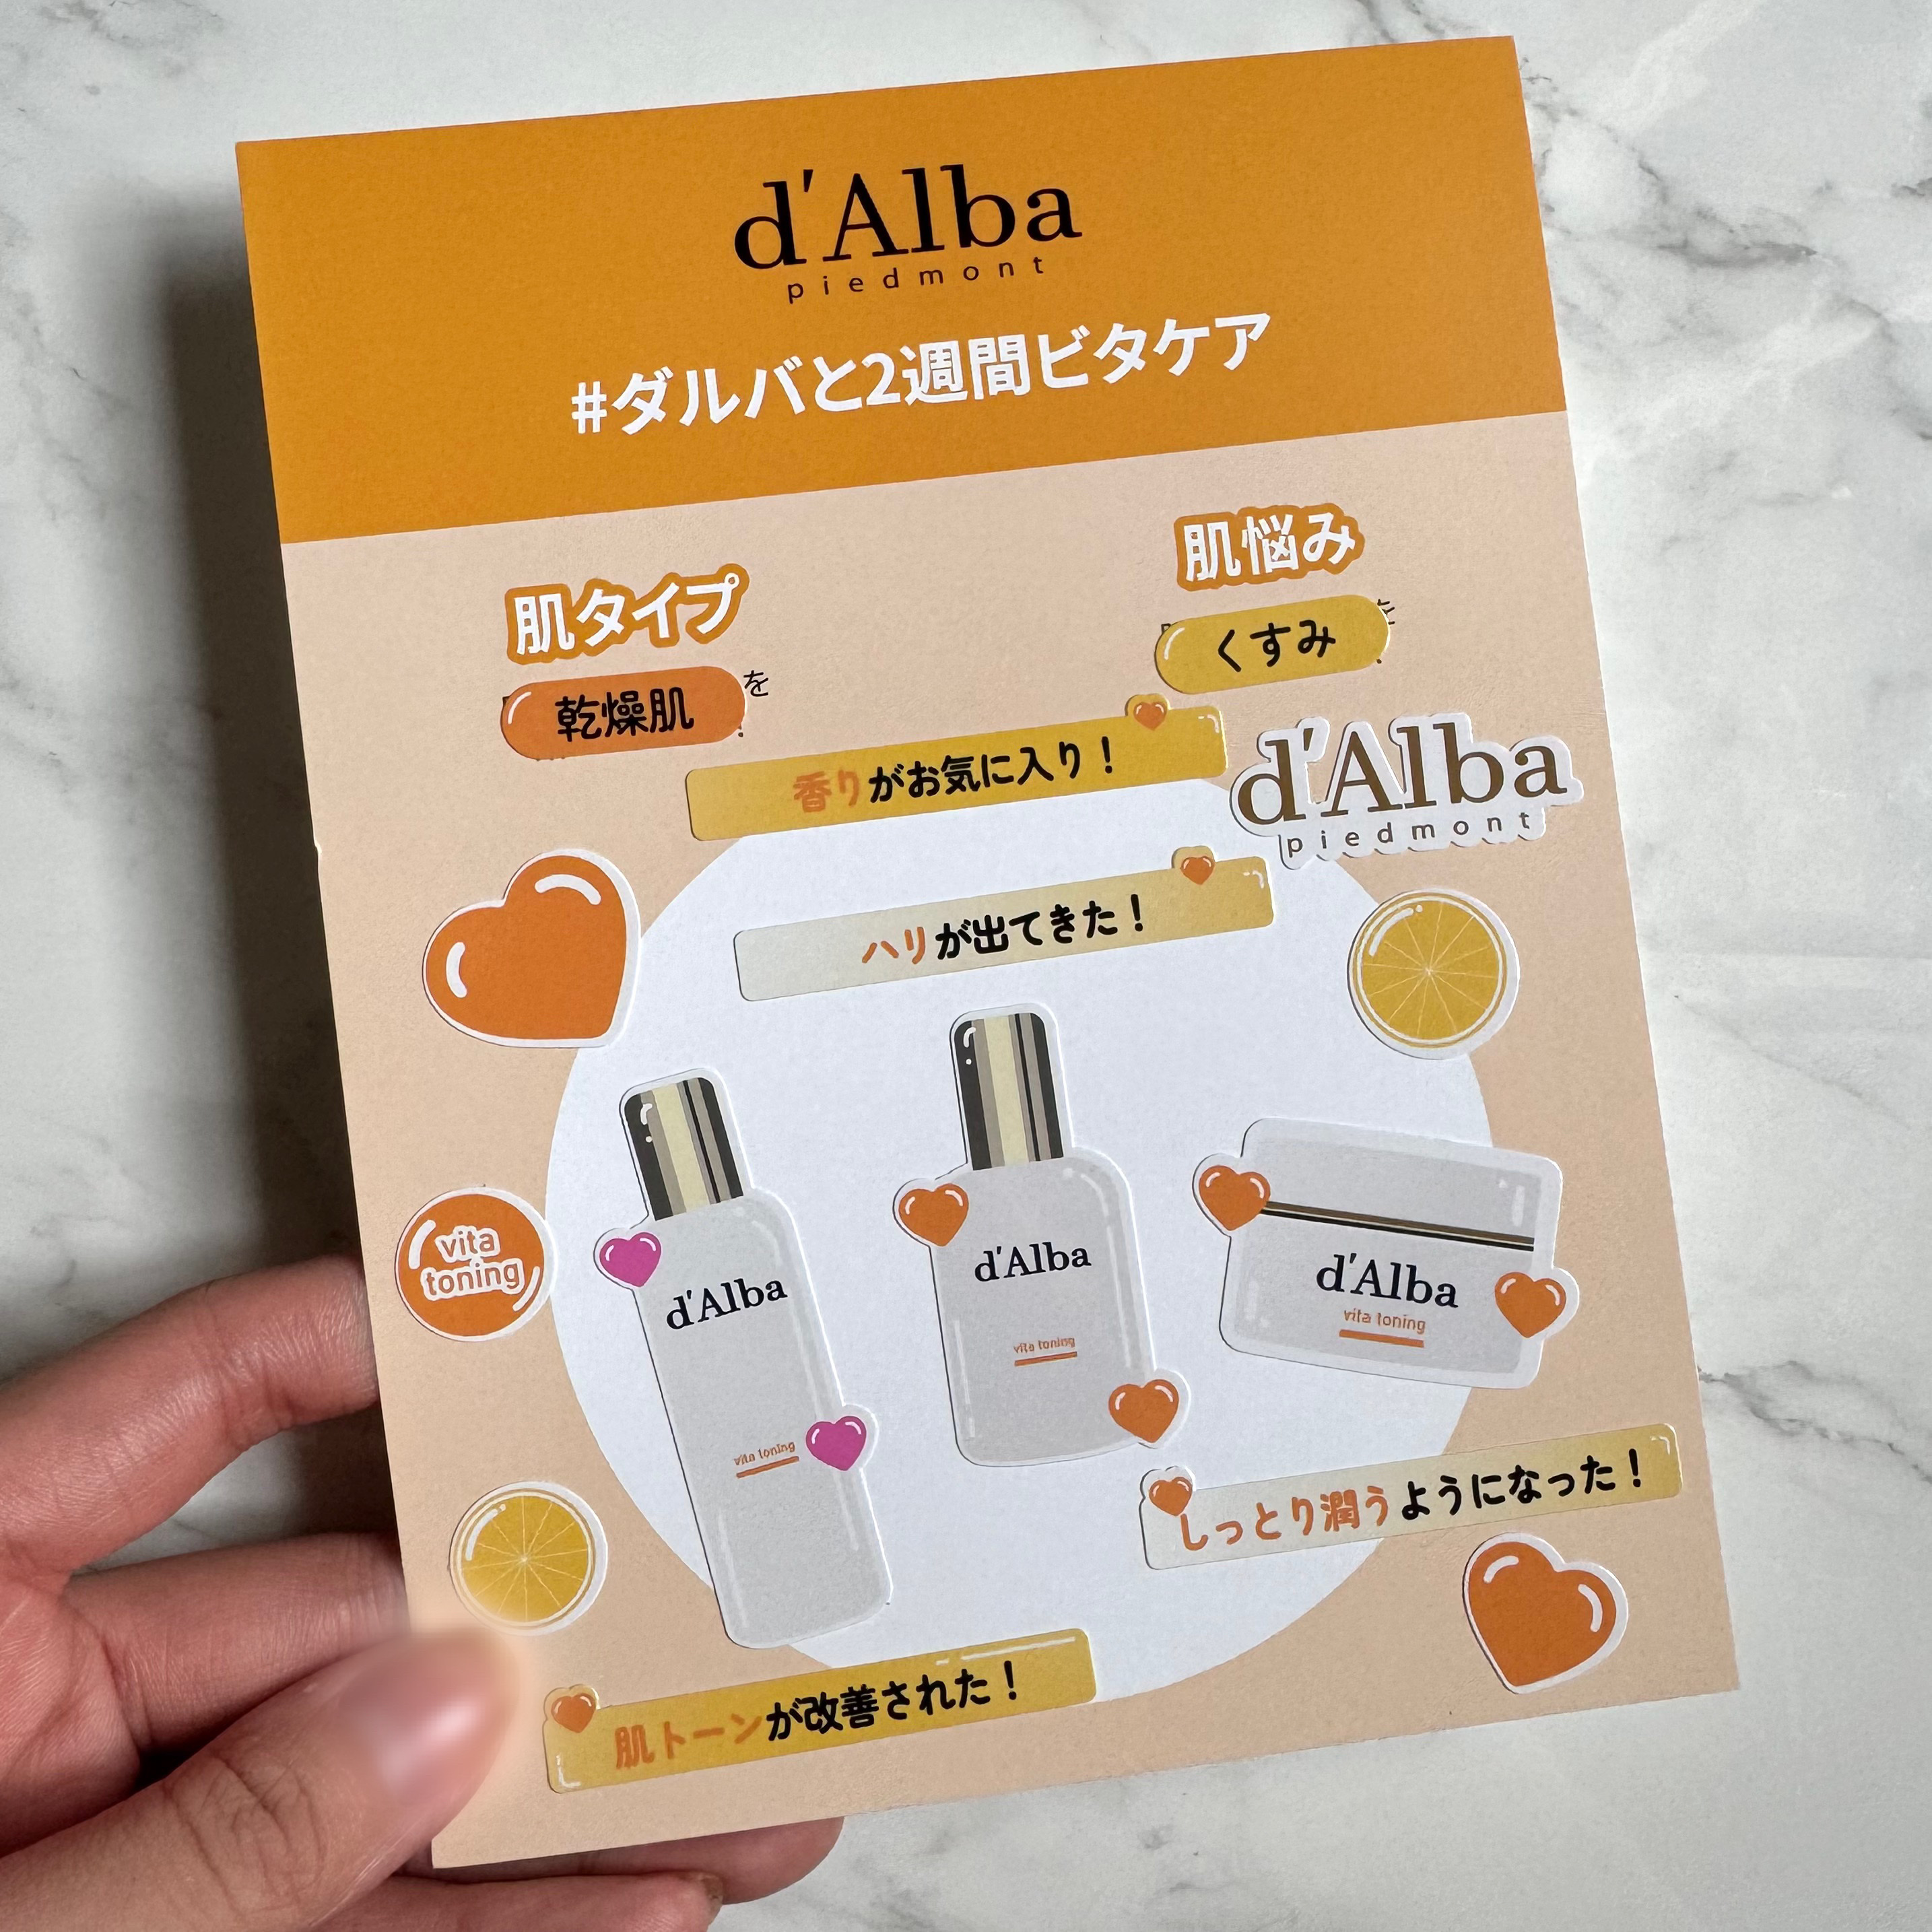 d'Alba
piedmont
#ダルバと2週間ビタケア
肌タイプ
肌悩み
乾燥肌
を
くすみ
香りがお気に入り！
d'Alba
piedmont
ハリが出てきた！
vita
toning
d'Alba
vita toning
d'Alba
vita toning
d'Alba
vita toning
しっとり潤うようになった！
肌トーンが改善された！